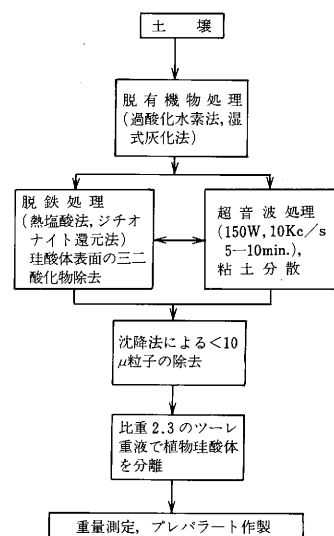 土 壌
脱有機物処理
(過酸化水素法, 湿
式灰化法)
脱鉄処理
(熱塩酸法, ジチオ
ナイト還元法)
珪酸体表面の三二
酸化物除去
超音波処理
(150W, 10Kc/s
5—10min.),
粘土分散
沈降法による<10
μ粒子の除去
比重2.3のツーレ
重液で植物珪酸体
を分離
重量測定, プレパラート作製